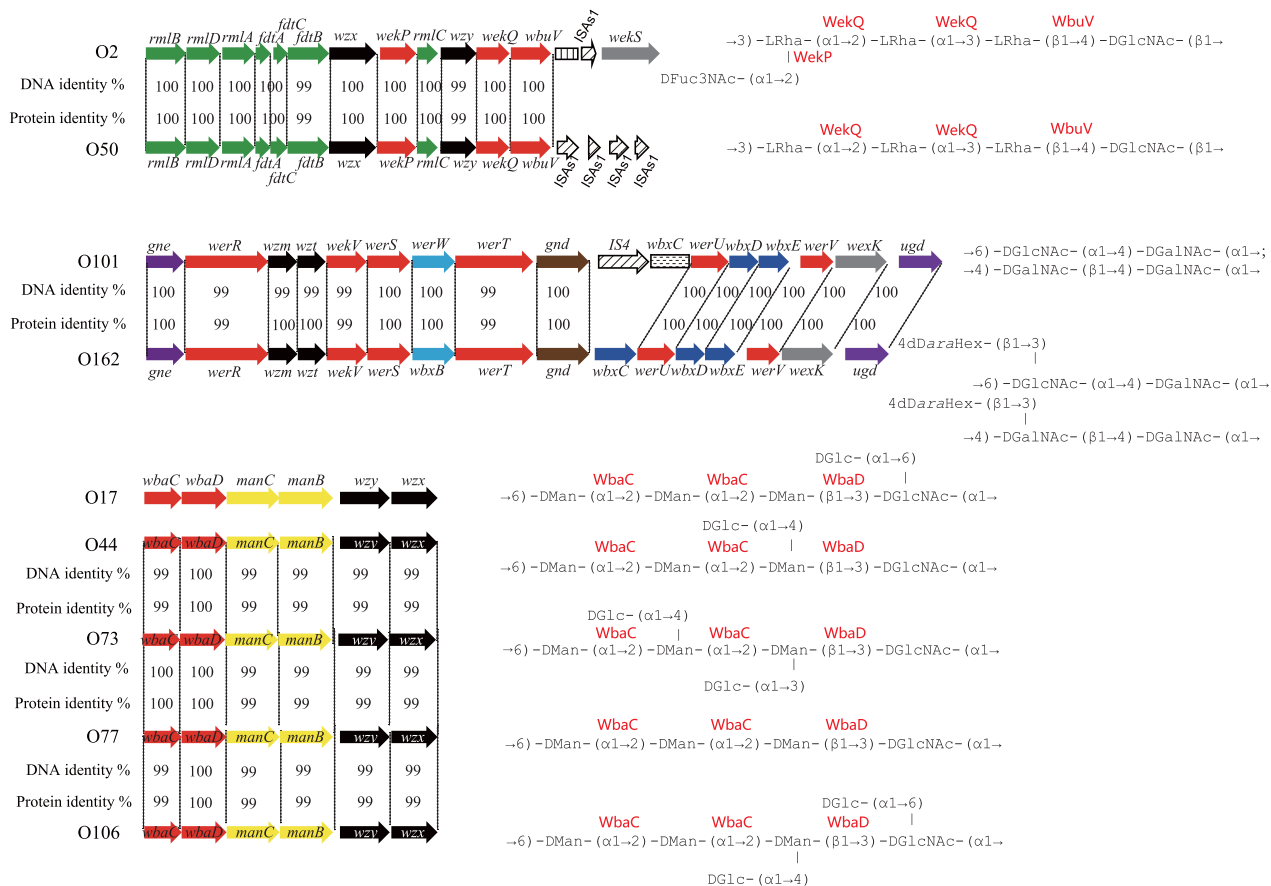 fdtC
rmlB rmlD rmlA fdtA fdtB wzx wekP rmlC wzy wekQ wbuV ISAs1 wekS
O2
DNA identity % 100 100 100 100 99 100 100 100 99 100 100
Protein identity % 100 100 100 100 100 100 100 100 99 100 100
O50
rmlB rmlD rmlA fdtA fdtB wzx wekP rmlC wzy wekQ wbuV ISAs1 ISAs1 ISAs1 ISAs1
fdtC
WekQ WekQ WbuV
→3)-LRha-(α1→2)-LRha-(α1→3)-LRha-(β1→4)-DGlcNAc-(β1→
WekP
DFuc3NAc-(α1→2)
WekQ WekQ WbuV
→3)-LRha-(α1→2)-LRha-(α1→3)-LRha-(β1→4)-DGlcNAc-(β1→
gne werR wzm wzt wekV werS werW werT gnd IS4 wbxC werU wbxD wbxE werV wexK ugd
O101
DNA identity % 100 99 99 99 99 100 100 99 100 100 100 100 100 100 100
Protein identity % 100 99 100 100 99 100 100 99 100 100 100 100 100 100 100
O162
gne werR wzm wzt wekV werS wbxB werT gnd wbxC werU wbxD wbxE werV wexK ugd
→6)-DGlcNAc-(α1→4)-DGalNAc-(α1→;
→4)-DGalNAc-(β1→4)-DGalNAc-(α1→
4dDaraHex-(β1→3)
→6)-DGlcNAc-(α1→4)-DGalNAc-(α1→
4dDaraHex-(β1→3)
→4)-DGalNAc-(β1→4)-DGalNAc-(α1→
wbaC wbaD manC manB wzy wzx
O17
O44 wbaC wbaD manC manB wzy wzx
DNA identity % 99 100 99 99 99 99
Protein identity % 99 100 99 99 99 99
O73 wbaC wbaD manC manB wzy wzx
DNA identity % 100 100 99 99 99 99
Protein identity % 100 100 99 99 99 99
O77 wbaC wbaD manC manB wzy wzx
DNA identity % 99 100 99 99 99 99
Protein identity % 99 100 99 99 99 99
O106 wbaC wbaD manC manB wzy wzx
DGlc-(α1→6)
WbaC WbaC WbaD
→6)-DMan-(α1→2)-DMan-(α1→2)-DMan-(β1→3)-DGlcNAc-(α1→
DGlc-(α1→4)
WbaC WbaC WbaD
→6)-DMan-(α1→2)-DMan-(α1→2)-DMan-(β1→3)-DGlcNAc-(α1→
DGlc-(α1→4)
WbaC WbaC WbaD
→6)-DMan-(α1→2)-DMan-(α1→2)-DMan-(β1→3)-DGlcNAc-(α1→
DGlc-(α1→3)
WbaC WbaC WbaD
→6)-DMan-(α1→2)-DMan-(α1→2)-DMan-(β1→3)-DGlcNAc-(α1→
DGlc-(α1→6)
WbaC WbaC WbaD
→6)-DMan-(α1→2)-DMan-(α1→2)-DMan-(β1→3)-DGlcNAc-(α1→
DGlc-(α1→4)